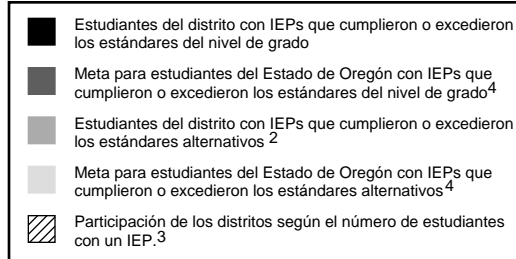 Estudiantes del distrito con IEPs que cumplieron o excedieron
los estándares del nivel de grado
Meta para estudiantes del Estado de Oregón con IEPs que
cumplieron o excedieron los estándares del nivel de grado4
Estudiantes del distrito con IEPs que cumplieron o excedieron
los estándares alternativos 2
Meta para estudiantes del Estado de Oregón con IEPs que
cumplieron o excedieron los estándares alternativos4
Participación de los distritos según el número de estudiantes
con un IEP.3